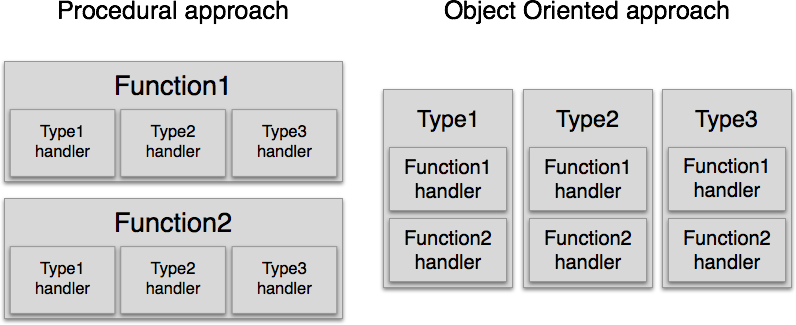 Procedural approach
Function1
Type1
handler
Type2
handler
Type3
handler
Function2
Type1
handler
Type2
handler
Type3
handler
Object Oriented approach
Type1
Function1
handler
Function2
handler
Type2
Function1
handler
Function2
handler
Type3
Function1
handler
Function2
handler